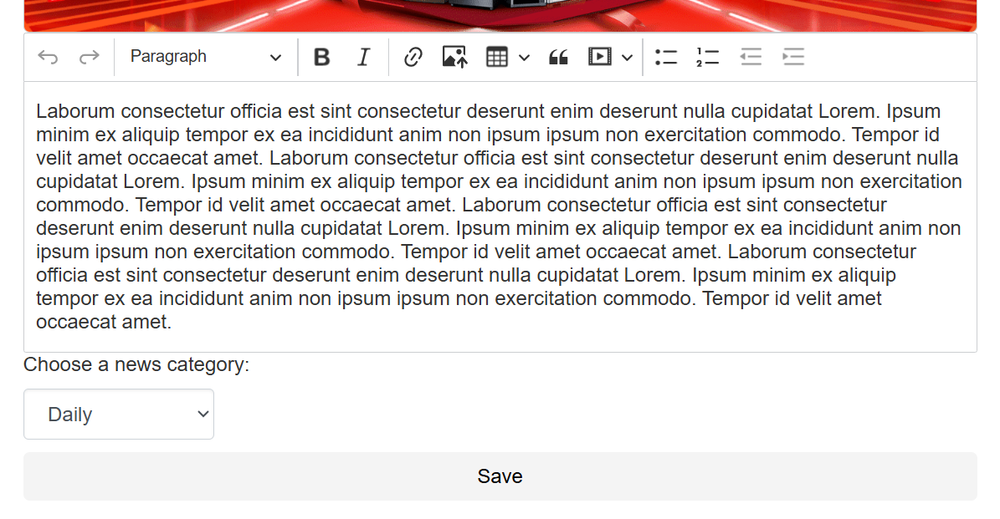 Paragraph
B I
Laborum consectetur officia est sint consectetur deserunt enim deserunt nulla cupidatat Lorem. Ipsum
minim ex aliquip tempor ex ea incididunt anim non ipsum ipsum non exercitation commodo. Tempor id
velit amet occaecat amet. Laborum consectetur officia est sint consectetur deserunt enim deserunt nulla
cupidatat Lorem. Ipsum minim ex aliquip tempor ex ea incididunt anim non ipsum ipsum non exercitation
commodo. Tempor id velit amet occaecat amet. Laborum consectetur officia est sint consectetur
deserunt enim deserunt nulla cupidatat Lorem. Ipsum minim ex aliquip tempor ex ea incididunt anim non
ipsum ipsum non exercitation commodo. Tempor id velit amet occaecat amet. Laborum consectetur
officia est sint consectetur deserunt enim deserunt nulla cupidatat Lorem. Ipsum minim ex aliquip
tempor ex ea incididunt anim non ipsum ipsum non exercitation commodo. Tempor id velit amet
occaecat amet.
Choose a news category:
Daily
Save